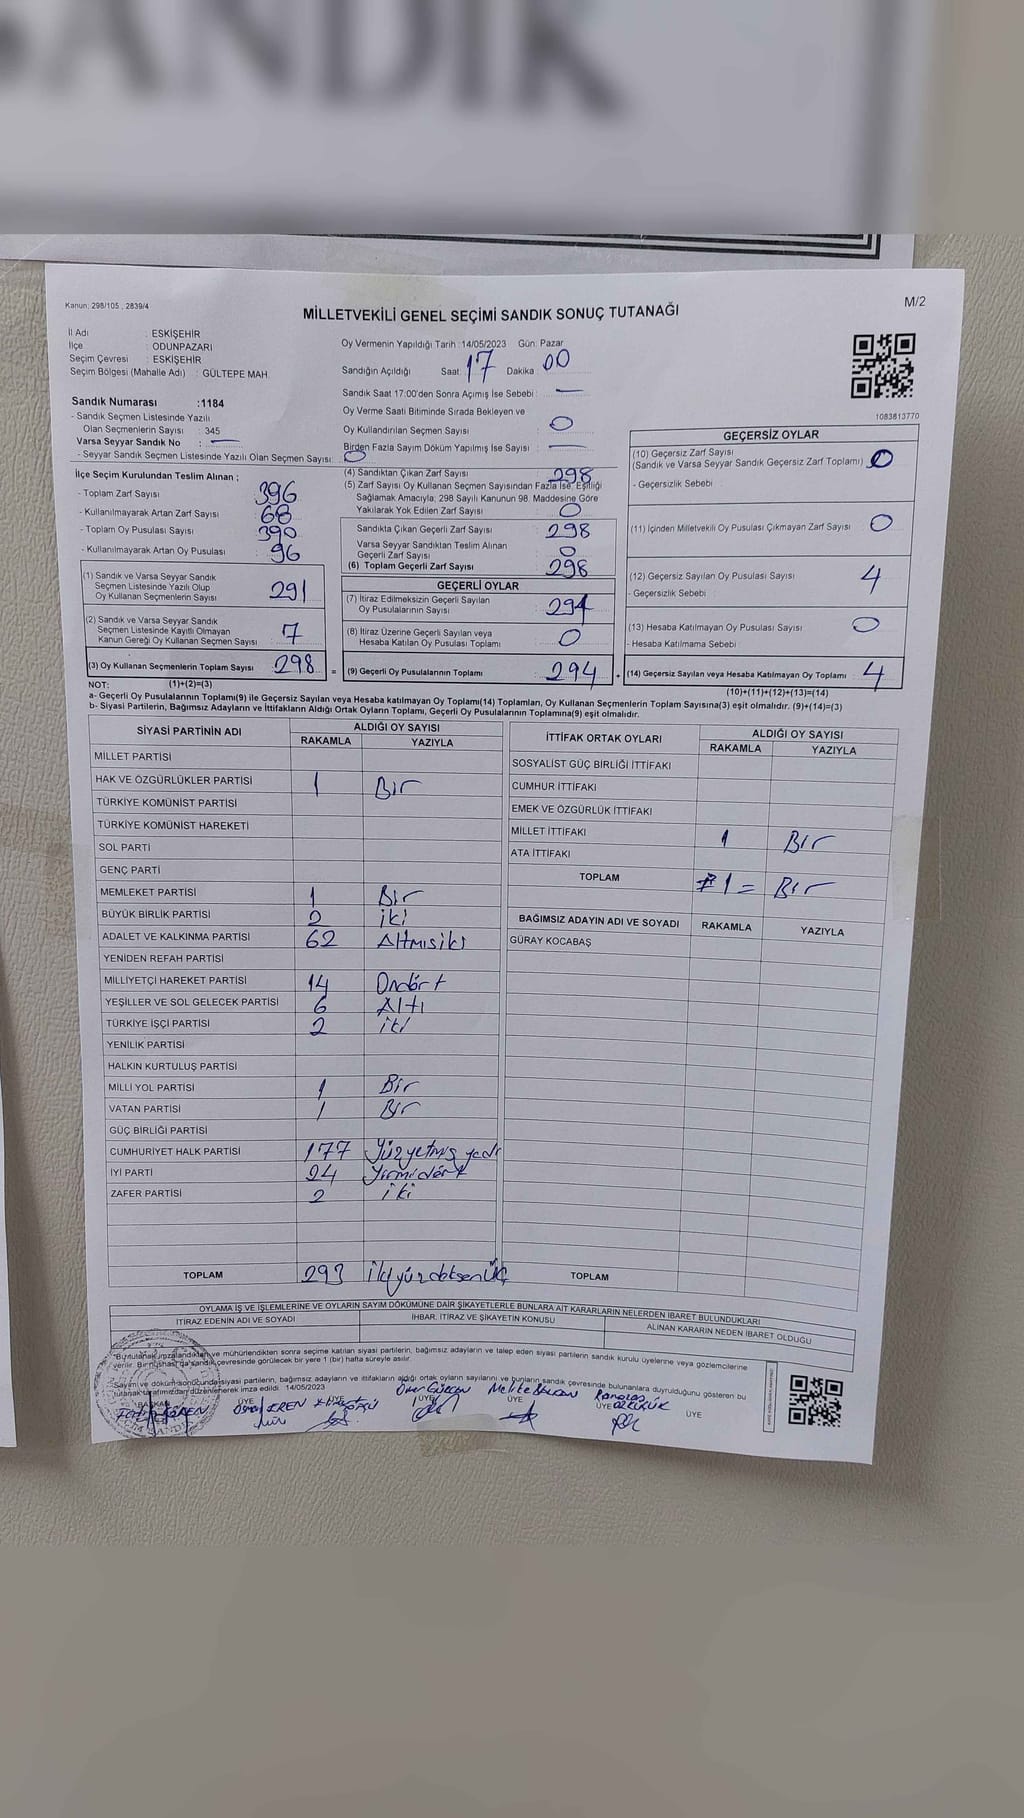 SANDIK
Kanun: 298/105 , 2839/4
MİLLETVEKİLİ GENEL SEÇİMİ SANDIK SONUÇ TUTANAĞI
M/2
İl Adı : ESKİŞEHİR
İlçe : ODUNPAZARI
Seçim Çevresi : ESKİŞEHİR
Seçim Bölgesi (Mahalle Adı) : GÜLTEPE MAH.
Oy Vermenin Yapıldığı Tarih :14/05/2023 Gün: Pazar
Sandığın Açıldığı Saat: 17 Dakika 00
Sandık Saat 17:00'den Sonra Açımış İse Sebebi : —
Oy Verme Saati Bitiminde Sırada Bekleyen ve
Oy Kullandırılan Seçmen Sayısı : 0
Birden Fazla Sayım Döküm Yapılmış İse Sayısı : —
1083613770
Sandık Numarası :1184
- Sandık Seçmen Listesinde Yazılı
Olan Seçmenlerin Sayısı : 345
Varsa Seyyar Sandık No : —
- Seyyar Sandık Seçmen Listesinde Yazılı Olan Seçmen Sayısı: 0
İlçe Seçim Kurulundan Teslim Alınan ;
- Toplam Zarf Sayısı : 396
- Kullanılmayarak Artan Zarf Sayısı : 68
- Toplam Oy Pusulası Sayısı : 390
- Kullanılmayarak Artan Oy Pusulası : 96
(4) Sandıktan Çıkan Zarf Sayısı : 298
(5) Zarf Sayısı Oy Kullanan Seçmen Sayısından Fazla İse, Eşitliği
Sağlamak Amacıyla; 298 Sayılı Kanunun 98. Maddesine Göre
Yakılarak Yok Edilen Zarf Sayısı : 0
Sandıkta Çıkan Geçerli Zarf Sayısı : 298
Varsa Seyyar Sandıktan Teslim Alınan
Geçerli Zarf Sayısı : 0
(6) Toplam Geçerli Zarf Sayısı : 298
GEÇERSİZ OYLAR
(10) Geçersiz Zarf Sayısı
(Sandık ve Varsa Seyyar Sandık Geçersiz Zarf Toplamı) : 0
- Geçersizlik Sebebi :
(11) İçinden Milletvekili Oy Pusulası Çıkmayan Zarf Sayısı : 0
(12) Geçersiz Sayılan Oy Pusulası Sayısı : 4
- Geçersizlik Sebebi :
(13) Hesaba Katılmayan Oy Pusulası Sayısı : 0
- Hesaba Katılmama Sebebi :
(1) Sandık ve Varsa Seyyar Sandık
Seçmen Listesinde Yazılı Olup
Oy Kullanan Seçmenlerin Sayısı : 291
(2) Sandık ve Varsa Seyyar Sandık
Seçmen Listesinde Kayıtlı Olmayan
Kanun Gereği Oy Kullanan Seçmen Sayısı : 7
GEÇERLİ OYLAR
(7) İtiraz Edilmeksizin Geçerli Sayılan
Oy Pusulalarının Sayısı : 294
(8) İtiraz Üzerine Geçerli Sayılan veya
Hesaba Katılan Oy Pusulası Toplamı : 0
(3) Oy Kullanan Seçmenlerin Toplam Sayısı : 298 = (9) Geçerli Oy Pusulalarının Toplamı : 294 + (14) Geçersiz Sayılan veya Hesaba Katılmayan Oy Toplamı : 4
NOT: (1)+(2)=(3) (10)+(11)+(12)+(13)=(14)
a- Geçerli Oy Pusulalarının Toplamı(9) ile Geçersiz Sayılan veya Hesaba katılmayan Oy Toplamı(14) Toplamları, Oy Kullanan Seçmenlerin Toplam Sayısına(3) eşit olmalıdır. (9)+(14)=(3)
b- Siyasi Partilerin, Bağımsız Adayların ve İttifakların Aldığı Ortak Oyların Toplamı, Geçerli Oy Pusulalarının Toplamına(9) eşit olmalıdır.
SİYASİ PARTİNİN ADI ALDIĞI OY SAYISI
RAKAMLA YAZIYLA
MİLLET PARTİSİ
HAK VE ÖZGÜRLÜKLER PARTİSİ 1 Bir
TÜRKİYE KOMÜNİST PARTİSİ
TÜRKİYE KOMÜNİST HAREKETİ
SOL PARTİ
GENÇ PARTİ
MEMLEKET PARTİSİ 1 Bir
BÜYÜK BİRLİK PARTİSİ 2 iki
ADALET VE KALKINMA PARTİSİ 62 Altmışiki
YENİDEN REFAH PARTİSİ
MİLLİYETÇİ HAREKET PARTİSİ 14 Ondört
YEŞİLLER VE SOL GELECEK PARTİSİ 6 Altı
TÜRKİYE İŞÇİ PARTİSİ 2 iki
YENİLİK PARTİSİ
HALKIN KURTULUŞ PARTİSİ
MİLLİ YOL PARTİSİ 1 Bir
VATAN PARTİSİ 1 Bir
GÜÇ BİRLİĞİ PARTİSİ
CUMHURİYET HALK PARTİSİ 177 Yüzyetmiş yedi
İYİ PARTİ 24 Yirmidört
ZAFER PARTİSİ 2 iki
TOPLAM 293 ikiyüzdoksanüç
İTTİFAK ORTAK OYLARI ALDIĞI OY SAYISI
RAKAMLA YAZIYLA
SOSYALİST GÜÇ BİRLİĞİ İTTİFAKI
CUMHUR İTTİFAKI
EMEK VE ÖZGÜRLÜK İTTİFAKI
MİLLET İTTİFAKI 1 Bir
ATA İTTİFAKI
TOPLAM 1 = Bir
BAĞIMSIZ ADAYIN ADI VE SOYADI RAKAMLA YAZIYLA
GÜRAY KOCABAŞ
TOPLAM
OYLAMA İŞ VE İŞLEMLERİNE VE OYLARIN SAYIM DÖKÜMÜNE DAİR ŞİKAYETLERLE BUNLARA AİT KARARLARIN NELERDEN İBARET BULUNDUKLARI
İTİRAZ EDENİN ADI VE SOYADI İHBAR, İTİRAZ VE ŞİKAYETİN KONUSU ALINAN KARARIN NEDEN İBARET OLDUĞU
"Bu tutanak imzalandıktan ve mühürlendikten sonra seçime katılan siyasi partilerin, bağımsız adayların ve talep eden siyasi partilerin sandık kurulu üyelerine veya gözlemcilerine
verilir. Bir nüshası da sandık çevresinde görülecek bir yere 1 (bir) hafta süreyle asılır.
Sayım ve döküm sonucunda siyasi partilerin, bağımsız adayların ve ittifakların aldığı ortak oyların sayılarını ve bunların sandık çevresinde bulunanlara duyrulduğunu gösteren bu
tutanak tarafımızdan düzenlenerek imza edildi. 14/05/2023
BAŞKAN ÜYE ÜYE ÜYE ÜYE ÜYE ÜYE